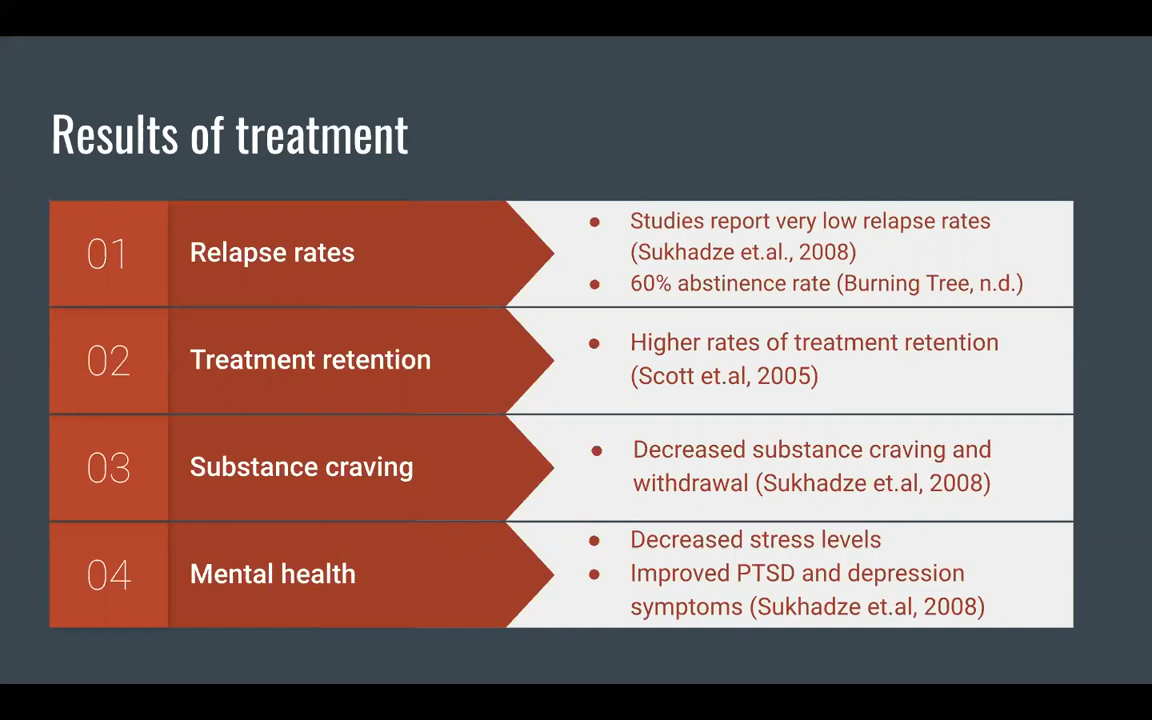 Results of treatment
01
Relapse rates
● Studies report very low relapse rates
(Sukhadze et.al., 2008)
● 60% abstinence rate (Burning Tree, n.d.)
02
Treatment retention
● Higher rates of treatment retention
(Scott et.al, 2005)
03
Substance craving
● Decreased substance craving and
withdrawal (Sukhadze et.al, 2008)
04
Mental health
● Decreased stress levels
● Improved PTSD and depression
symptoms (Sukhadze et.al, 2008)